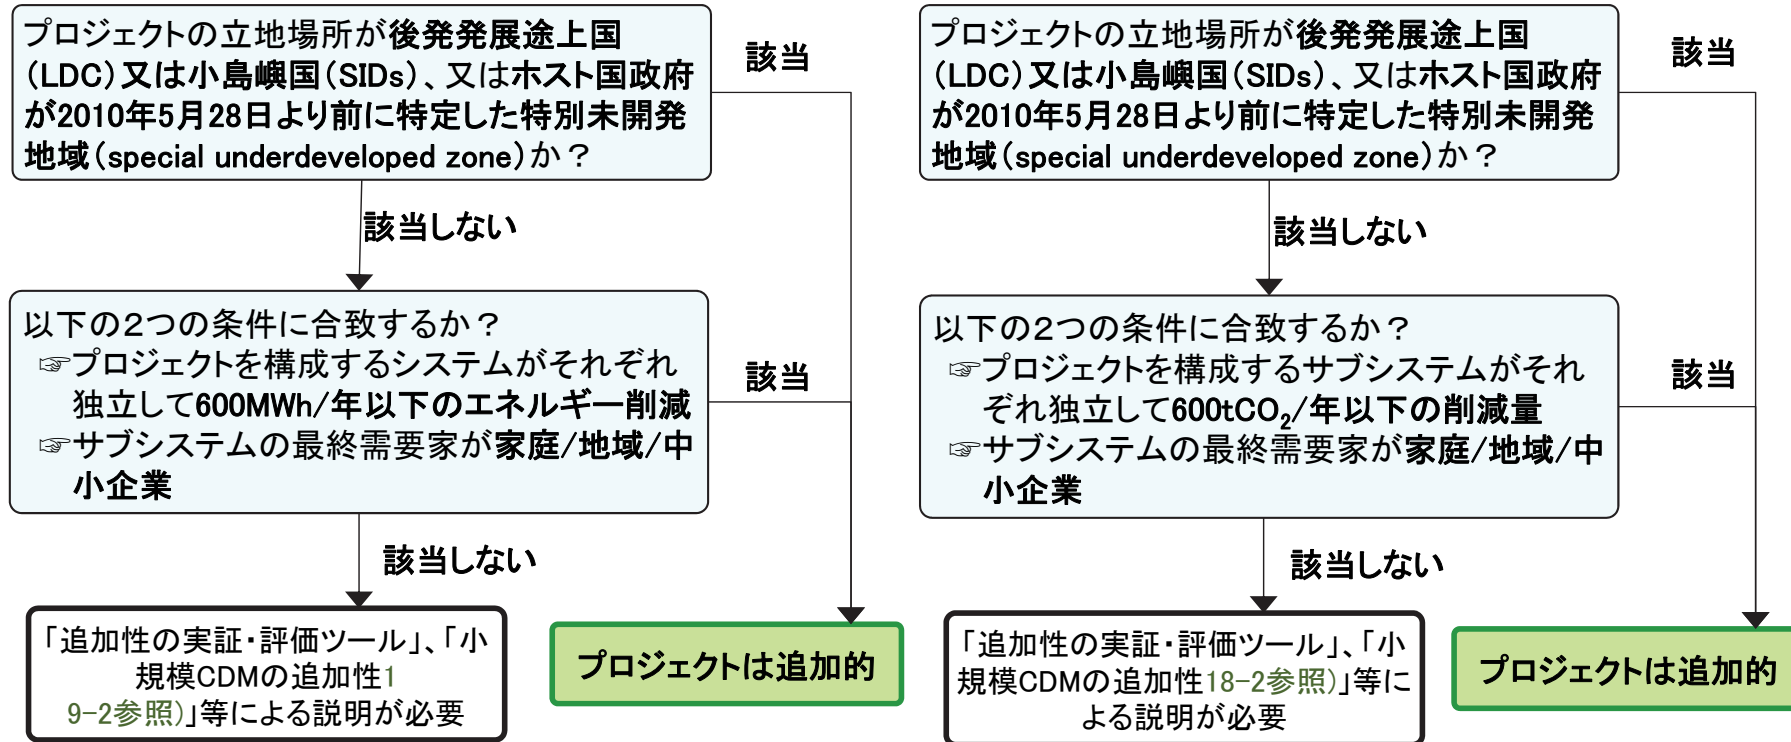 プロジェクトの立地場所が後発発展途上国
(LDC)又は小島嶼国(SIDs)、又はホスト国政府
が2010年5月28日より前に特定した特別未開発
地域(special underdeveloped zone)か？
該当
該当しない
以下の２つの条件に合致するか？
☞プロジェクトを構成するシステムがそれぞれ
独立して600MWh/年以下のエネルギー削減
☞サブシステムの最終需要家が家庭/地域/中
小企業
該当
該当しない
「追加性の実証・評価ツール」、「小
規模CDMの追加性1
9-2参照)」等による説明が必要
プロジェクトは追加的
プロジェクトの立地場所が後発発展途上国
(LDC)又は小島嶼国(SIDs)、又はホスト国政府
が2010年5月28日より前に特定した特別未開発
地域(special underdeveloped zone)か？
該当
該当しない
以下の２つの条件に合致するか？
☞プロジェクトを構成するサブシステムがそれ
ぞれ独立して600tCO₂/年以下の削減量
☞サブシステムの最終需要家が家庭/地域/中
小企業
該当
該当しない
「追加性の実証・評価ツール」、「小
規模CDMの追加性18-2参照)」等に
よる説明が必要
プロジェクトは追加的